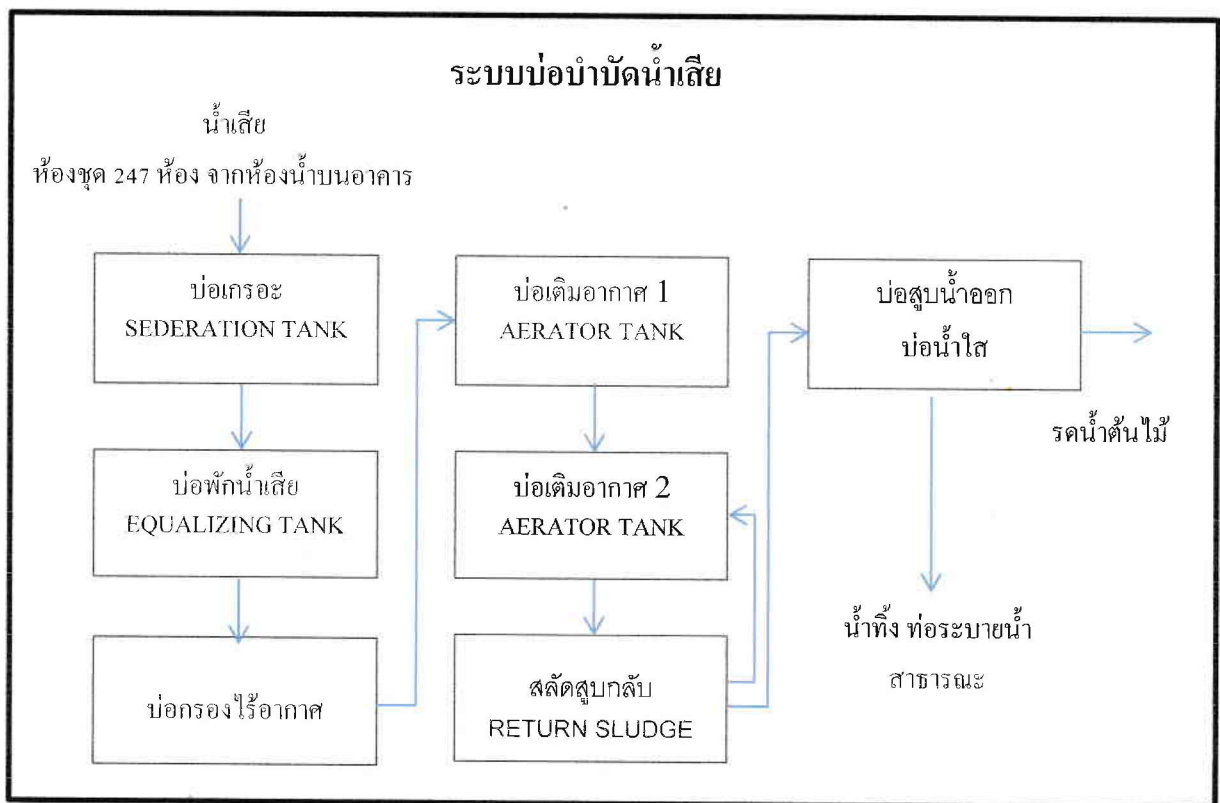 ระบบบ่อบำบัดน้ำเสีย
น้ำเสีย
ห้องชุด 247 ห้อง จากห้องน้ำบนอาคาร
บ่อเกรอะ
SEDERATION TANK
บ่อพักน้ำเสีย
EQUALIZING TANK
บ่อกรองไร้อากาศ
บ่อเติมอากาศ 1
AERATOR TANK
บ่อเติมอากาศ 2
AERATOR TANK
สลัดสูบกลับ
RETURN SLUDGE
บ่อสูบน้ำออก
บ่อน้ำใส
รดน้ำต้นไม้
น้ำทิ้ง ท่อระบายน้ำ
สาธารณะ